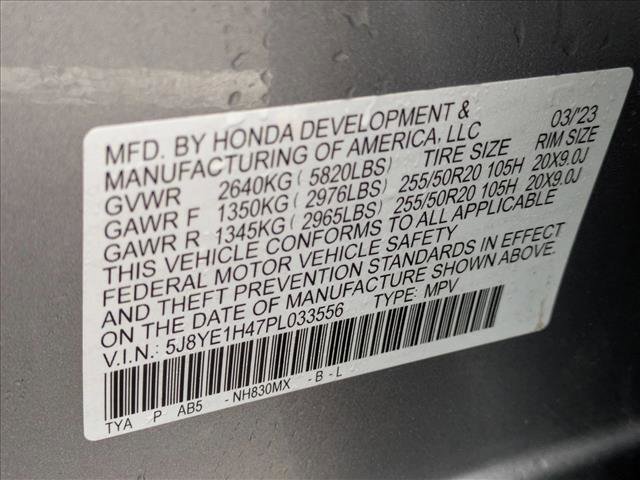 MFD. BY HONDA DEVELOPMENT & 03/'23
MANUFACTURING OF AMERICA, LLC
GVWR 2640KG ( 5820LBS) TIRE SIZE RIM SIZE
GAWR F 1350KG ( 2976LBS) 255/50R20 105H 20X9.0J
GAWR R 1345KG ( 2965LBS) 255/50R20 105H 20X9.0J
THIS VEHICLE CONFORMS TO ALL APPLICABLE
FEDERAL MOTOR VEHICLE SAFETY
AND THEFT PREVENTION STANDARDS IN EFFECT
ON THE DATE OF MANUFACTURE SHOWN ABOVE.
V.I.N.: 5J8YE1H47PL033556 TYPE: MPV
TYA P AB5 - NH830MX - B - L